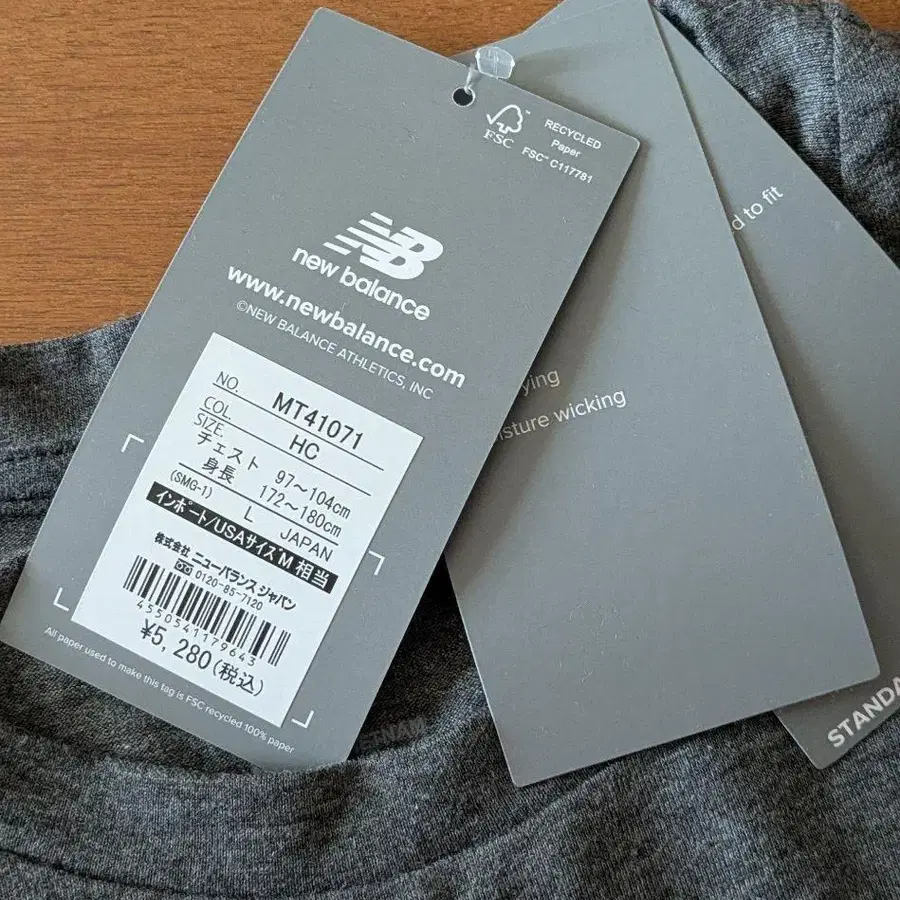 FSC
RECYCLED
Paper
FSC™ C117781
new balance
www.newbalance.com
©NEW BALANCE ATHLETICS, INC
NO. MT41071
COL. HC
SIZE.
チェスト 97～104cm
身長 172～180cm
(SMG-1) L JAPAN
インポート/USAサイズM 相当
株式会社 ニューバランス ジャパン
0120-85-7120
4550541179643
¥5,280(税込)
All paper used to make this tag is FSC recycled 100% paper
ying
isture wicking
d to fit
STANDA